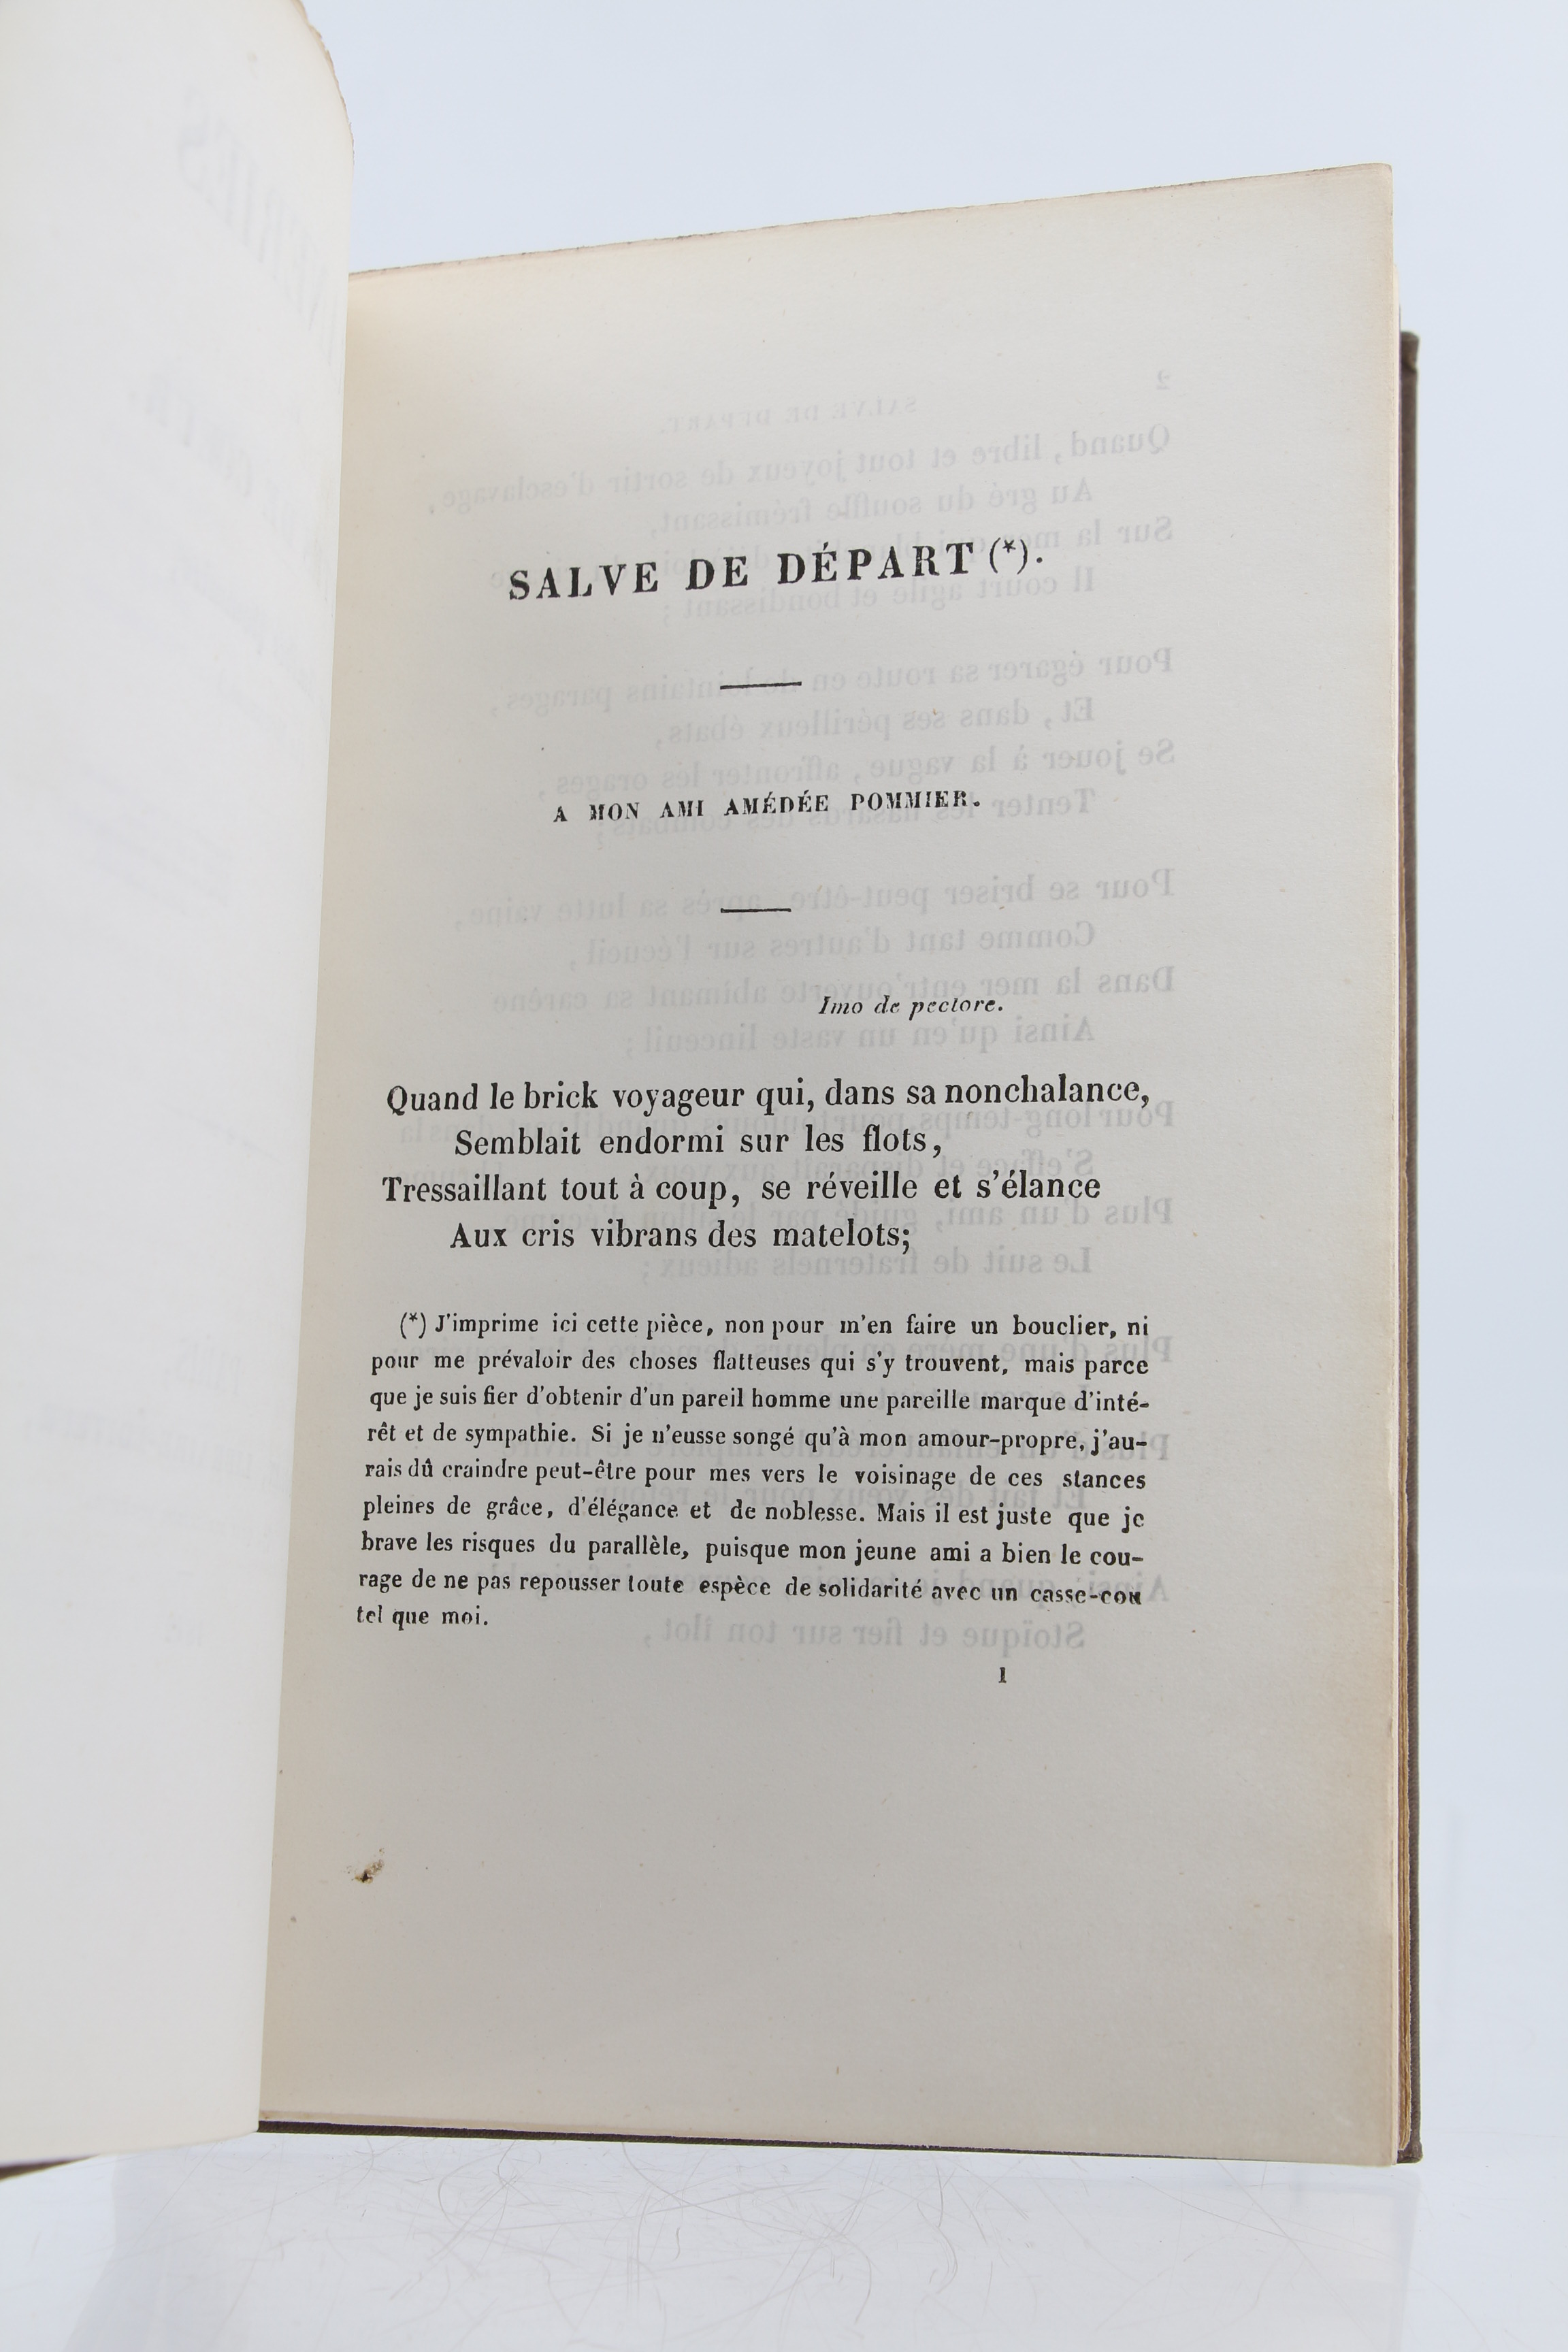 SALVE DE DÉPART (*).
A MON AMI AMÉDÉE POMMIER.
Imo de pectore.
Quand le brick voyageur qui, dans sa nonchalance,
Semblait endormi sur les flots,
Tressaillant tout à coup, se réveille et s'élance
Aux cris vibrans des matelots;
(*) J'imprime ici cette pièce, non pour m'en faire un bouclier, ni
pour me prévaloir des choses flatteuses qui s'y trouvent, mais parce
que je suis fier d'obtenir d'un pareil homme une pareille marque d'inté-
rêt et de sympathie. Si je n'eusse songé qu'à mon amour-propre, j'au-
rais dû craindre peut-être pour mes vers le voisinage de ces stances
pleines de grâce, d'élégance et de noblesse. Mais il est juste que je
brave les risques du parallèle, puisque mon jeune ami a bien le cou-
rage de ne pas repousser toute espèce de solidarité avec un casse-cou
tel que moi.
1